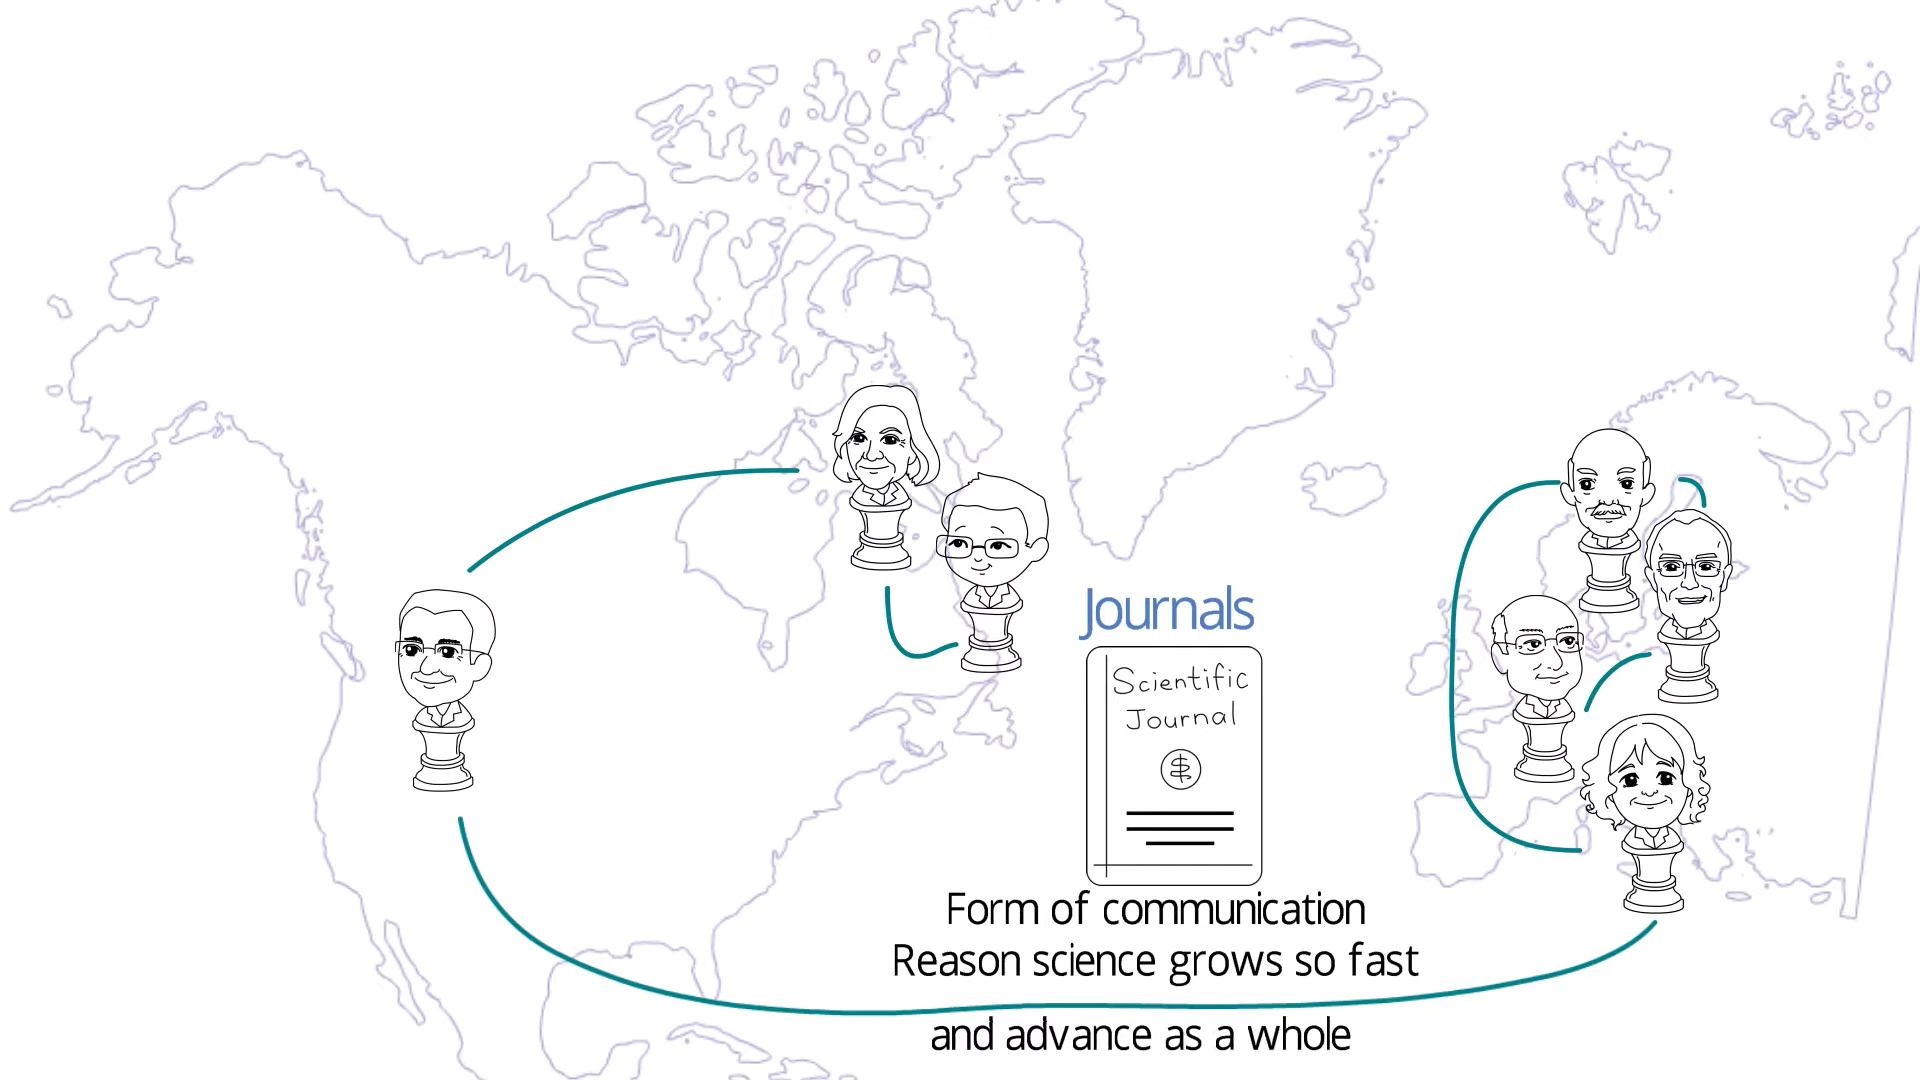 Journals
Scientific
Journal
Form of communication
Reason science grows so fast
and advance as a whole